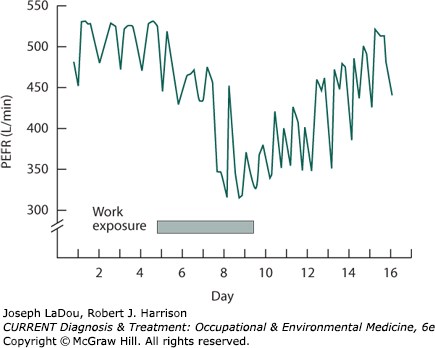 550
500
450
400
350
300
PEFR (L/min)
Work
exposure
2 4 6 8 10 12 14 16
Day
Joseph LaDou, Robert J. Harrison
CURRENT Diagnosis & Treatment: Occupational & Environmental Medicine, 6e
Copyright © McGraw Hill. All rights reserved.